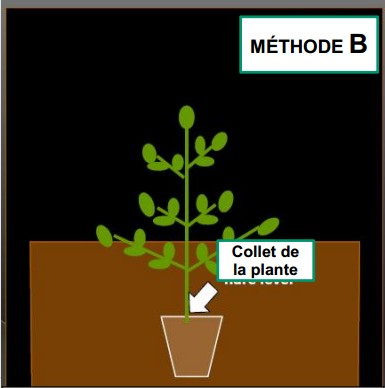 MÉTHODE B
Collet de
la plante